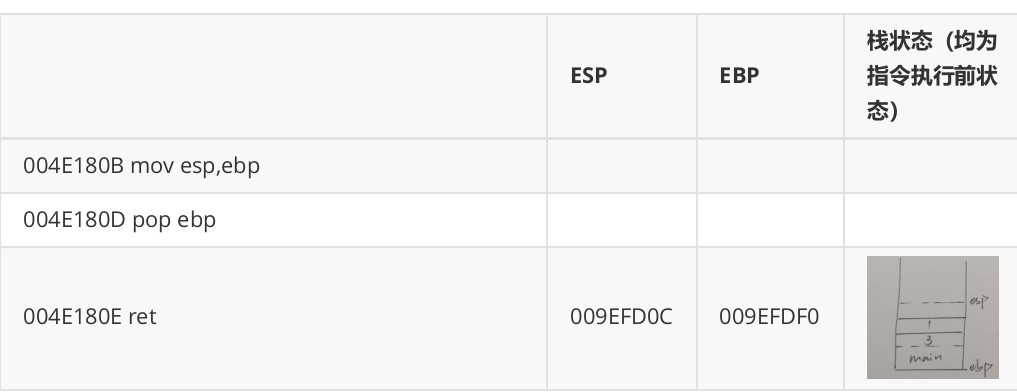 ESP
EBP
栈状态（均为
指令执行前状
态）
004E180B mov esp,ebp
004E180D pop ebp
004E180E ret
009EFD0C
009EFDF0
esp
1
3
main
ebp